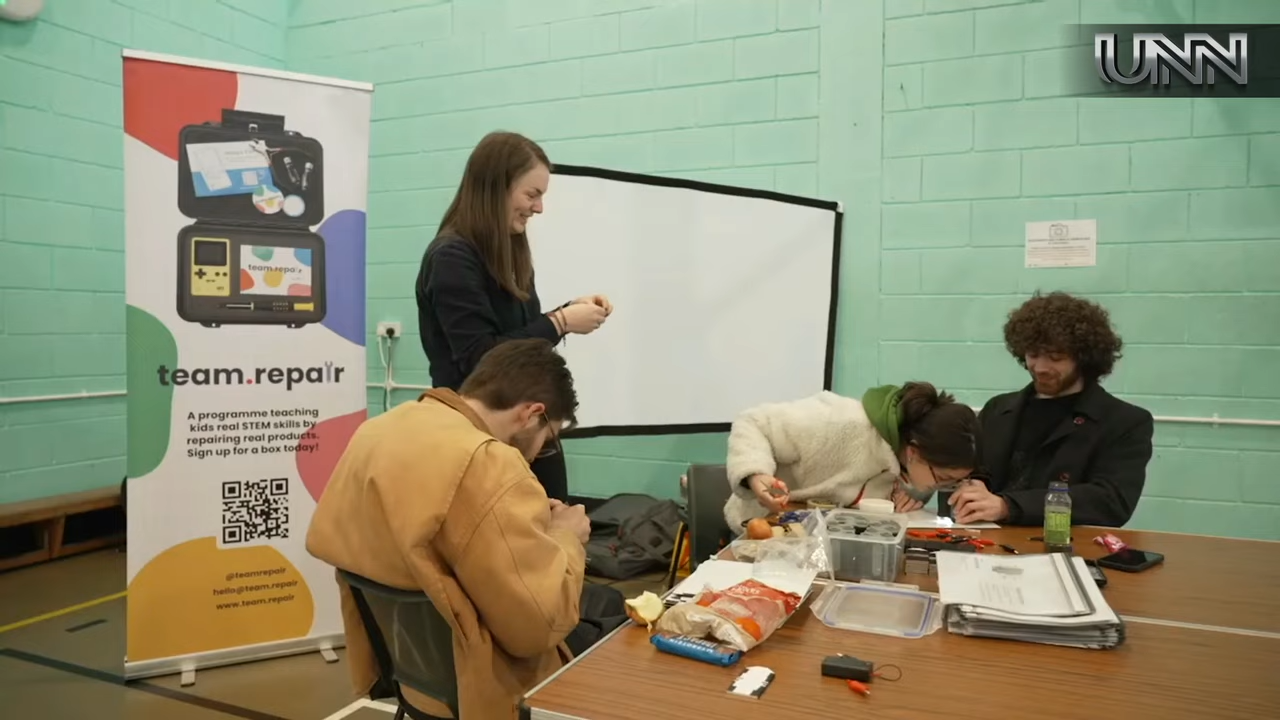 UNN
team.repair
team.repair
A programme teaching
kids real STEM skills by
repairing real products.
Sign up for a box today!
@teamrepair
hello@team.repair
www.team.repair